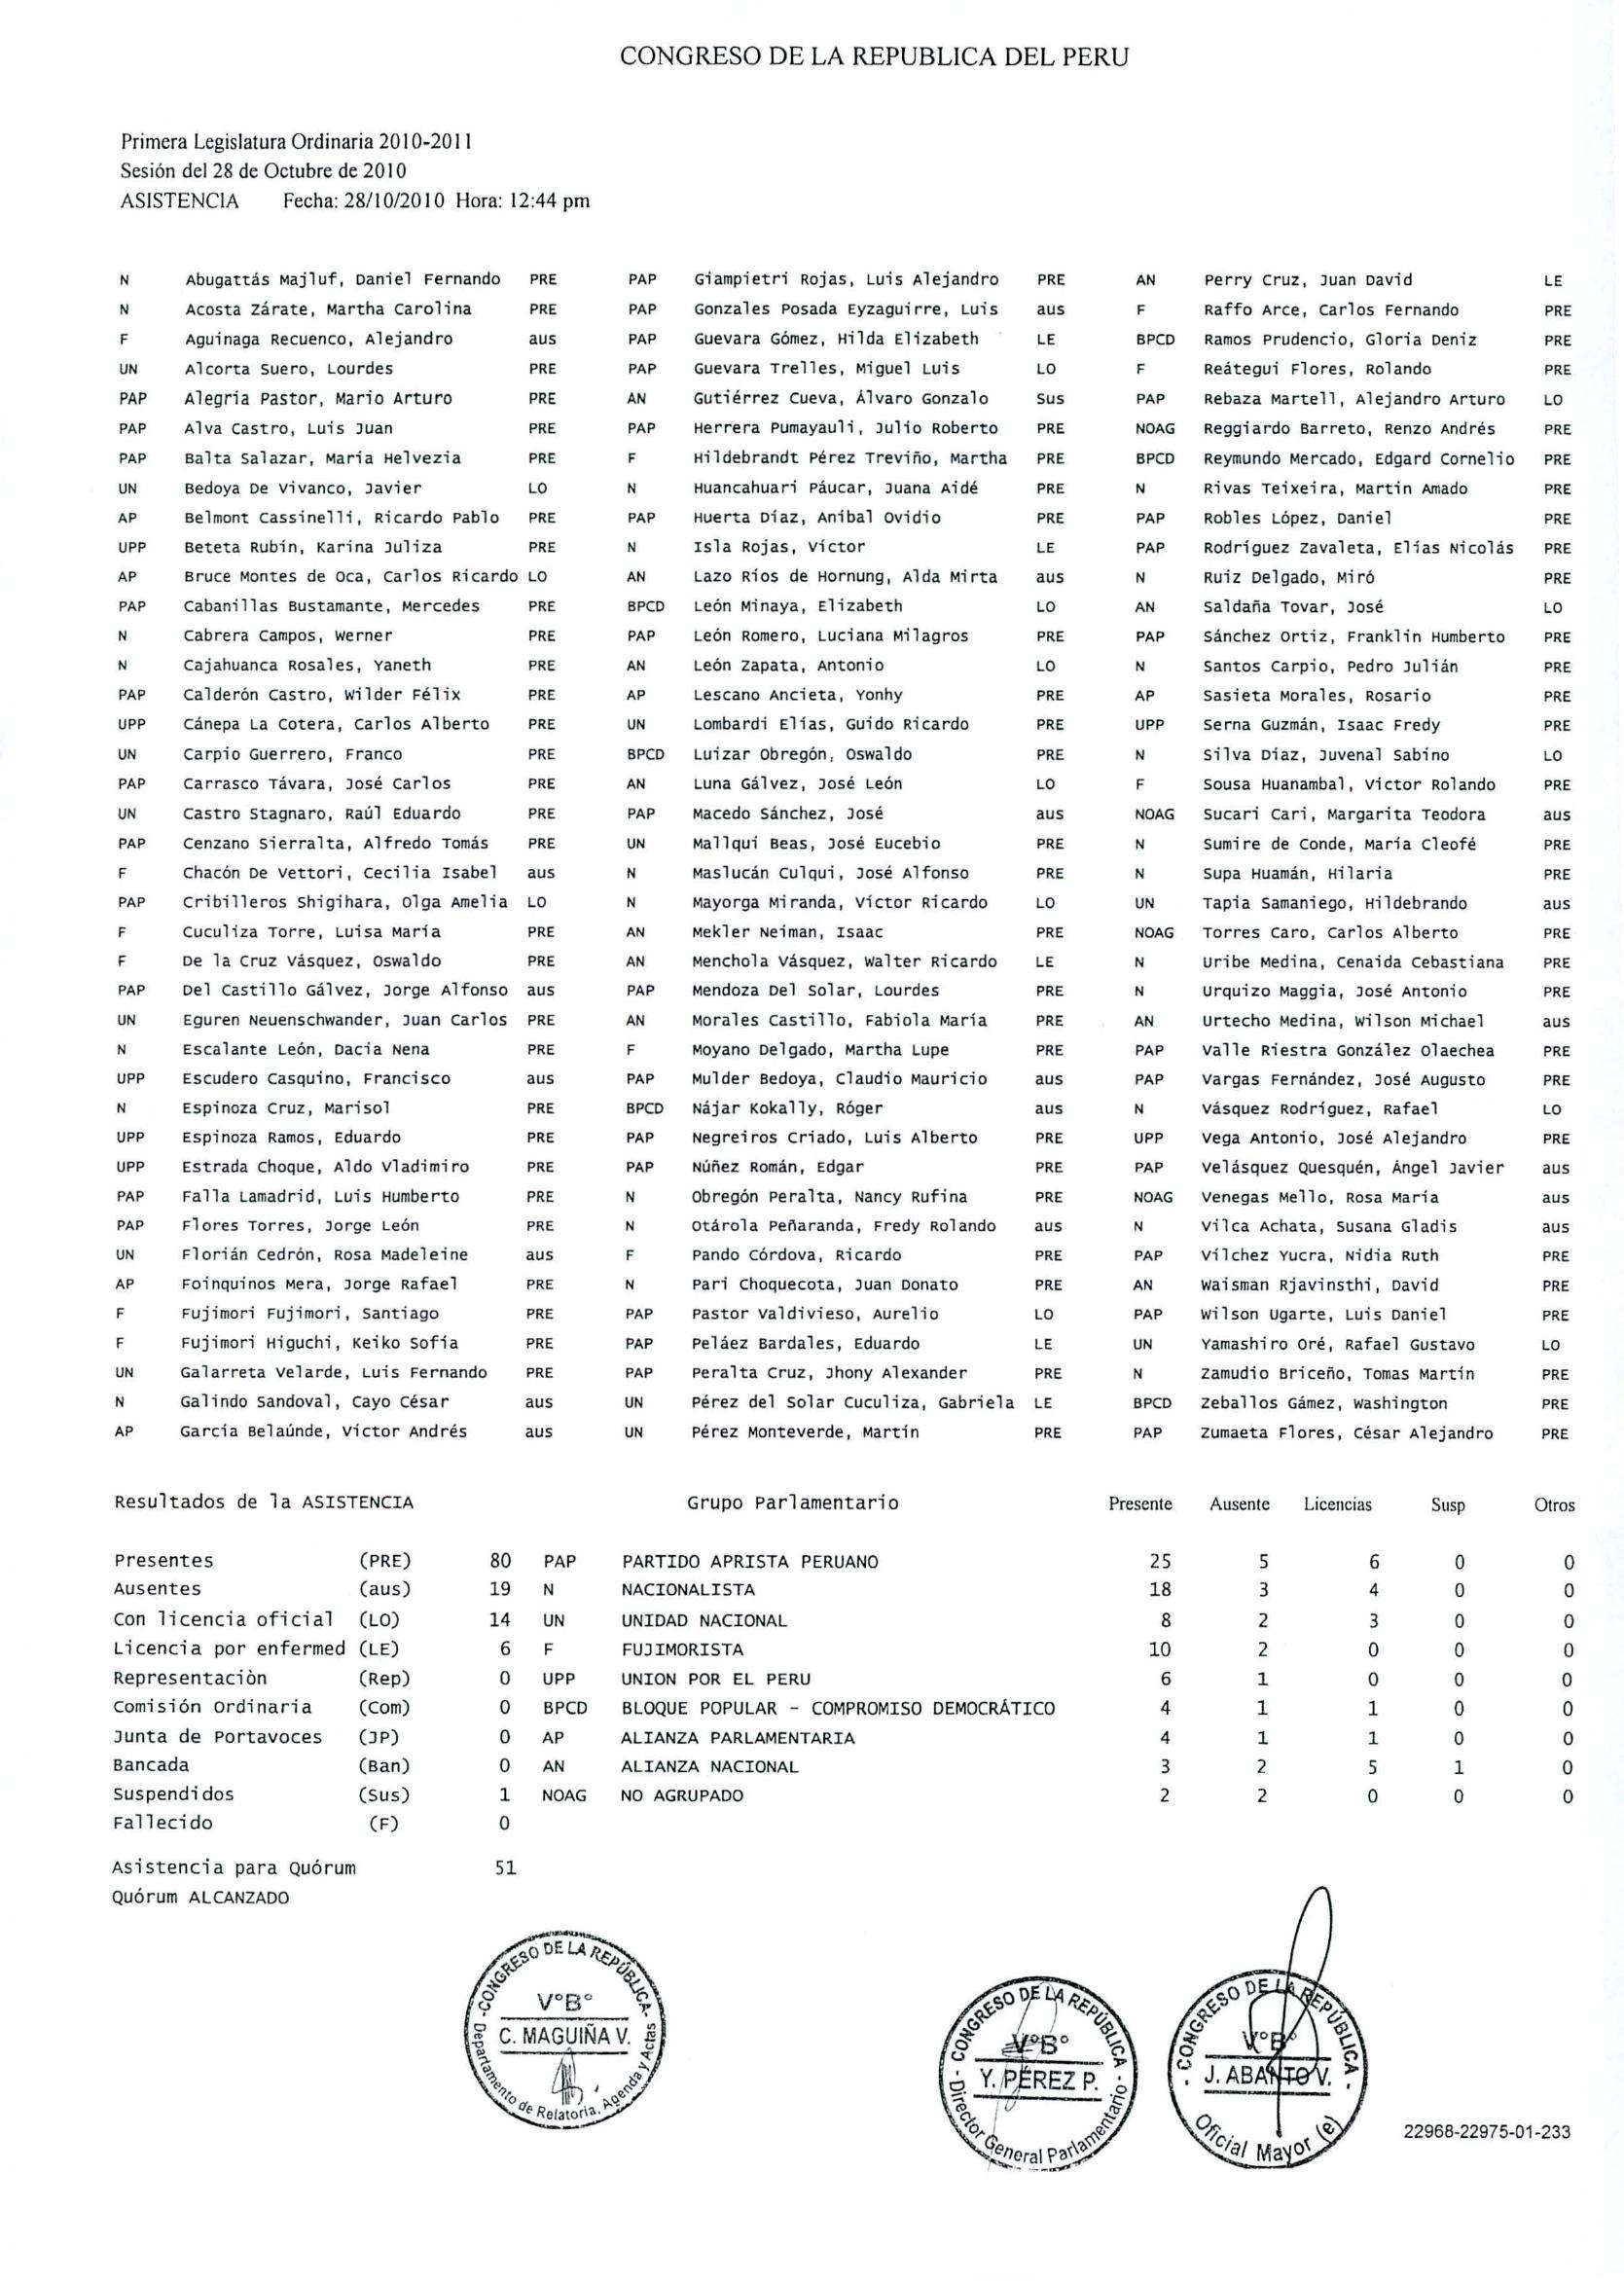 CONGRESO DE LA REPUBLICA DEL PERU
Primera Legislatura Ordinaria 2010-2011
Sesión del 28 de Octubre de 2010
ASISTENCIA Fecha: 28/10/2010 Hora: 12:44 pm
N Abugattás Majluf, Daniel Fernando PRE PAP Giampietri Rojas, Luis Alejandro PRE AN Perry Cruz, Juan David LE
N Acosta Zárate, Martha Carolina PRE PAP Gonzales Posada Eyzaguirre, Luis aus F Raffo Arce, Carlos Fernando PRE
F Aguinaga Recuenco, Alejandro aus PAP Guevara Gómez, Hilda Elizabeth LE BPCD Ramos Prudencio, Gloria Deniz PRE
UN Alcorta Suero, Lourdes PRE PAP Guevara Trelles, Miguel Luis LO F Reátegui Flores, Rolando PRE
PAP Alegria Pastor, Mario Arturo PRE AN Gutiérrez Cueva, Álvaro Gonzalo Sus PAP Rebaza Martell, Alejandro Arturo LO
PAP Alva Castro, Luis Juan PRE PAP Herrera Pumayauli, Julio Roberto PRE NOAG Reggiardo Barreto, Renzo Andrés PRE
PAP Balta Salazar, María Helvezia PRE F Hildebrandt Pérez Treviño, Martha PRE BPCD Reymundo Mercado, Edgard Cornelio PRE
UN Bedoya De Vivanco, Javier LO N Huancahuari Páucar, Juana Aidé PRE N Rivas Teixeira, Martin Amado PRE
AP Belmont Cassinelli, Ricardo Pablo PRE PAP Huerta Díaz, Aníbal Ovidio PRE PAP Robles López, Daniel PRE
UPP Beteta Rubín, Karina Juliza PRE N Isla Rojas, Víctor LE PAP Rodríguez Zavaleta, Elías Nicolás PRE
AP Bruce Montes de Oca, Carlos Ricardo LO AN Lazo Ríos de Hornung, Alda Mirta aus N Ruiz Delgado, Miró PRE
PAP Cabanillas Bustamante, Mercedes PRE BPCD León Minaya, Elizabeth LO AN Saldaña Tovar, José LO
N Cabrera Campos, Werner PRE PAP León Romero, Luciana Milagros PRE PAP Sánchez Ortiz, Franklin Humberto PRE
N Cajahuanca Rosales, Yaneth PRE AN León Zapata, Antonio LO N Santos Carpio, Pedro Julián PRE
PAP Calderón Castro, Wilder Félix PRE AP Lescano Ancieta, Yonhy PRE AP Sasieta Morales, Rosario PRE
UPP Cánepa La Cotera, Carlos Alberto PRE UN Lombardi Elías, Guido Ricardo PRE UPP Serna Guzmán, Isaac Fredy PRE
UN Carpio Guerrero, Franco PRE BPCD Luizar Obregón, Oswaldo PRE N Silva Díaz, Juvenal Sabino LO
PAP Carrasco Távara, José Carlos PRE AN Luna Gálvez, José León LO F Sousa Huanambal, Víctor Rolando PRE
UN Castro Stagnaro, Raúl Eduardo PRE PAP Macedo Sánchez, José aus NOAG Sucari Cari, Margarita Teodora aus
PAP Cenzano Sierralta, Alfredo Tomás PRE UN Mallqui Beas, José Eucebio PRE N Sumire de Conde, María Cleofé PRE
F Chacón De Vettori, Cecilia Isabel aus N Maslucán Culqui, José Alfonso PRE N Supa Huamán, Hilaria PRE
PAP Cribilleros Shigihara, Olga Amelia LO N Mayorga Miranda, Víctor Ricardo LO UN Tapia Samaniego, Hildebrando aus
F Cuculiza Torre, Luisa María PRE AN Mekler Neiman, Isaac PRE NOAG Torres Caro, Carlos Alberto PRE
F De la Cruz Vásquez, Oswaldo PRE AN Menchola Vásquez, Walter Ricardo LE N Uribe Medina, Cenaida Cebastiana PRE
PAP Del Castillo Gálvez, Jorge Alfonso aus PAP Mendoza Del Solar, Lourdes PRE N Urquizo Maggia, José Antonio PRE
UN Eguren Neuenschwander, Juan Carlos PRE AN Morales Castillo, Fabiola María PRE AN Urtecho Medina, Wilson Michael aus
N Escalante León, Dacia Nena PRE F Moyano Delgado, Martha Lupe PRE PAP Valle Riestra González Olaechea PRE
UPP Escudero Casquino, Francisco aus PAP Mulder Bedoya, Claudio Mauricio aus PAP Vargas Fernández, José Augusto PRE
N Espinoza Cruz, Marisol PRE BPCD Nájar Kokally, Róger aus N Vásquez Rodríguez, Rafael LO
UPP Espinoza Ramos, Eduardo PRE PAP Negreiros Criado, Luis Alberto PRE UPP Vega Antonio, José Alejandro PRE
UPP Estrada Choque, Aldo Vladimiro PRE PAP Núñez Román, Edgar PRE PAP Velásquez Quesquén, Ángel Javier aus
PAP Falla Lamadrid, Luis Humberto PRE N Obregón Peralta, Nancy Rufina PRE NOAG Venegas Mello, Rosa María aus
PAP Flores Torres, Jorge León PRE N Otárola Peñaranda, Fredy Rolando aus N Vilca Achata, Susana Gladis aus
UN Florián Cedrón, Rosa Madeleine aus F Pando Córdova, Ricardo PRE PAP Vílchez Yucra, Nidia Ruth PRE
AP Foinquinos Mera, Jorge Rafael PRE N Pari Choquecota, Juan Donato PRE AN Waisman Rjavinsthi, David PRE
F Fujimori Fujimori, Santiago PRE PAP Pastor Valdivieso, Aurelio LO PAP Wilson Ugarte, Luis Daniel PRE
F Fujimori Higuchi, Keiko Sofía PRE PAP Peláez Bardales, Eduardo LE UN Yamashiro Oré, Rafael Gustavo LO
UN Galarreta Velarde, Luis Fernando PRE PAP Peralta Cruz, Jhony Alexander PRE N Zamudio Briceño, Tomas Martín PRE
N Galindo Sandoval, Cayo César aus UN Pérez del Solar Cuculiza, Gabriela LE BPCD Zeballos Gámez, Washington PRE
AP García Belaúnde, Víctor Andrés aus UN Pérez Monteverde, Martín PRE PAP Zumaeta Flores, César Alejandro PRE
Resultados de la ASISTENCIA Grupo Parlamentario Presente Ausente Licencias Susp Otros
Presentes (PRE) 80 PAP PARTIDO APRISTA PERUANO 25 5 6 0 0
Ausentes (aus) 19 N NACIONALISTA 18 3 4 0 0
Con licencia oficial (LO) 14 UN UNIDAD NACIONAL 8 2 3 0 0
Licencia por enfermed (LE) 6 F FUJIMORISTA 10 2 0 0 0
Representaciòn (Rep) 0 UPP UNION POR EL PERU 6 1 0 0 0
Comisión Ordinaria (Com) 0 BPCD BLOQUE POPULAR - COMPROMISO DEMOCRÁTICO 4 1 1 0 0
Junta de Portavoces (JP) 0 AP ALIANZA PARLAMENTARIA 4 1 1 0 0
Bancada (Ban) 0 AN ALIANZA NACIONAL 3 2 5 1 0
Suspendidos (Sus) 1 NOAG NO AGRUPADO 2 2 0 0 0
Fallecido (F) 0
Asistencia para Quórum 51
Quórum ALCANZADO
-CONGRESO DE LA REPÚBLICA-
V°B°
C. MAGUIÑA V.
Departamento de Relatoria, Agenda y Actas
- CONGRESO DE LA REPÚBLICA -
V°B°
Y. PÉREZ P.
Director General Parlamentario
- CONGRESO DE LA REPÚBLICA -
V°B°
J. ABANTO V.
Oficial Mayor (e)
22968-22975-01-233